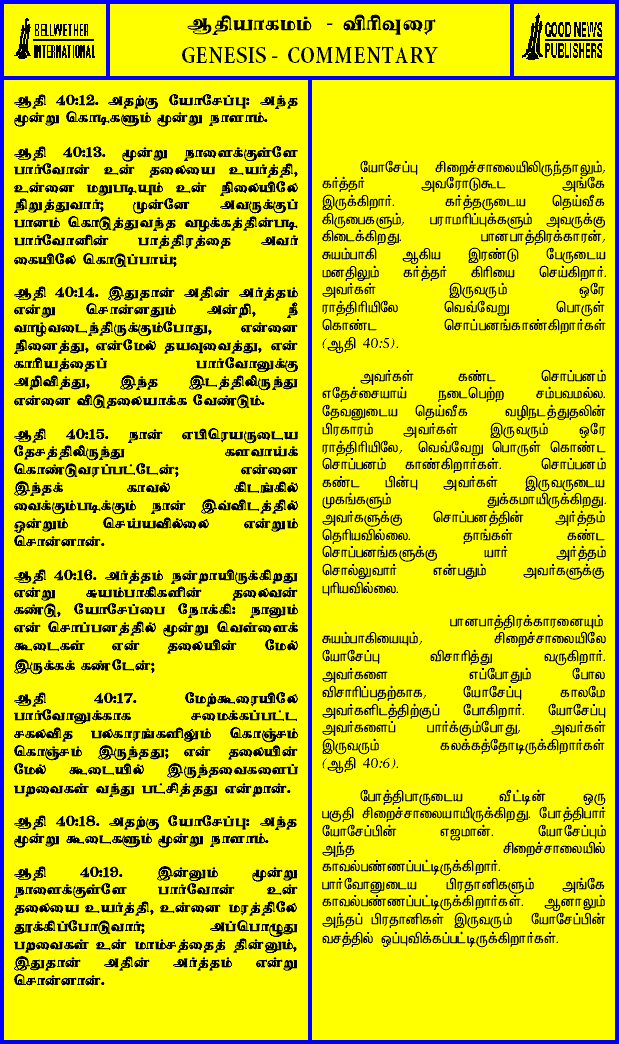 BELLWETHER
INTERNATIONAL
ஆதியாகமம் - விரிவுரை
GENESIS - COMMENTARY
GOOD NEWS
PUBLISHERS
ஆதி 40:12. அதற்கு யோசேப்பு: அந்த
மூன்று கொடிகளும் மூன்று நாளாம்.
ஆதி 40:13. மூன்று நாளைக்குள்ளே
பார்வோன் உன் தலையை உயர்த்தி,
உன்னை மறுபடியும் உன் நிலையிலே
நிறுத்துவார்; முன்னே அவருக்குப்
பானம் கொடுத்துவந்த வழக்கத்தின்படி
பார்வோனின் பாத்திரத்தை அவர்
கையிலே கொடுப்பாய்;
ஆதி 40:14. இதுதான் அதின் அர்த்தம்
என்று சொன்னதும் அன்றி, நீ
வாழ்வடைந்திருக்கும்போது, என்னை
நினைத்து, என்மேல் தயவுவைத்து, என்
காரியத்தைப் பார்வோனுக்கு
அறிவித்து, இந்த இடத்திலிருந்து
என்னை விடுதலையாக்க வேண்டும்.
ஆதி 40:15. நான் எபிரெயருடைய
தேசத்திலிருந்து களவாய்க்
கொண்டுவரப்பட்டேன்; என்னை
இந்தக் காவல் கிடங்கில்
வைக்கும்படிக்கும் நான் இவ்விடத்தில்
ஒன்றும் செய்யவில்லை என்றும்
சொன்னான்.
ஆதி 40:16. அர்த்தம் நன்றாயிருக்கிறது
என்று சுயம்பாகிகளின் தலைவன்
கண்டு, யோசேப்பை நோக்கி: நானும்
என் சொப்பனத்தில் மூன்று வெள்ளைக்
கூடைகள் என் தலையின் மேல்
இருக்கக் கண்டேன்;
ஆதி 40:17. மேற்கூரையிலே
பார்வோனுக்காக சமைக்கப்பட்ட
சகலவித பலகாரங்களிலும் கொஞ்சம்
கொஞ்சம் இருந்தது; என் தலையின்
மேல் கூடையில் இருந்தவைகளைப்
பறவைகள் வந்து பட்சித்தது என்றான்.
ஆதி 40:18. அதற்கு யோசேப்பு: அந்த
மூன்று கூடைகளும் மூன்று நாளாம்.
ஆதி 40:19. இன்னும் மூன்று
நாளைக்குள்ளே பார்வோன் உன்
தலையை உயர்த்தி, உன்னை மரத்திலே
தூக்கிப்போடுவார்; அப்பொழுது
பறவைகள் உன் மாம்சத்தைத் தின்னும்,
இதுதான் அதின் அர்த்தம் என்று
சொன்னான்.
யோசேப்பு சிறைச்சாலையிலிருந்தாலும்,
கர்த்தர் அவரோடுகூட அங்கே
இருக்கிறார். கர்த்தருடைய தெய்வீக
கிருபைகளும், பராமரிப்புக்களும் அவருக்கு
கிடைக்கிறது. பானபாத்திரக்காரன்,
சுயம்பாகி ஆகிய இரண்டு பேருடைய
மனதிலும் கர்த்தர் கிரியை செய்கிறார்.
அவர்கள் இருவரும் ஒரே
ராத்திரியிலே வெவ்வேறு பொருள்
கொண்ட சொப்பனங்காண்கிறார்கள்
(ஆதி 40:5).
அவர்கள் கண்ட சொப்பனம்
எதேச்சையாய் நடைபெற்ற சம்பவமல்ல.
தேவனுடைய தெய்வீக வழிநடத்துதலின்
பிரகாரம் அவர்கள் இருவரும் ஒரே
ராத்திரியிலே, வெவ்வேறு பொருள் கொண்ட
சொப்பனம் காண்கிறார்கள். சொப்பனம்
கண்ட பின்பு அவர்கள் இருவருடைய
முகங்களும் துக்கமாயிருக்கிறது.
அவர்களுக்கு சொப்பனத்தின் அர்த்தம்
தெரியவில்லை. தாங்கள் கண்ட
சொப்பனங்களுக்கு யார் அர்த்தம்
சொல்லுவார் என்பதும் அவர்களுக்கு
புரியவில்லை.
பானபாத்திரக்காரனையும்
சுயம்பாகியையும், சிறைச்சாலையிலே
யோசேப்பு விசாரித்து வருகிறார்.
அவர்களை எப்போதும் போல
விசாரிப்பதற்காக, யோசேப்பு காலமே
அவர்களிடத்திற்குப் போகிறார். யோசேப்பு
அவர்களைப் பார்க்கும்போது, அவர்கள்
இருவரும் கலக்கத்தோடிருக்கிறார்கள்
(ஆதி 40:6).
போத்திபாருடைய வீட்டின் ஒரு
பகுதி சிறைச்சாலையாயிருக்கிறது. போத்திபார்
யோசேப்பின் எஜமான். யோசேப்பும்
அந்த சிறைச்சாலையில்
காவல்பண்ணப்பட்டிருக்கிறார்.
பார்வோனுடைய பிரதானிகளும் அங்கே
காவல்பண்ணப்பட்டிருக்கிறார்கள். ஆனாலும்
அந்தப் பிரதானிகள் இருவரும் யோசேப்பின்
வசத்தில் ஒப்புவிக்கப்பட்டிருக்கிறார்கள்.